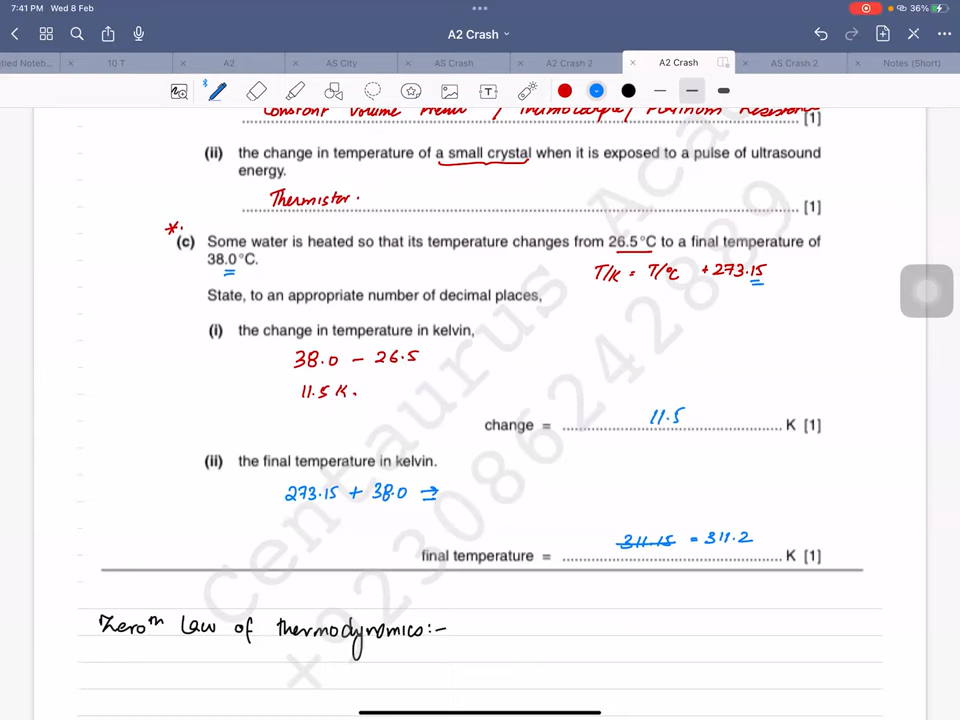 7:41 PM Wed 8 Feb
36%
A2 Crash
10 T
A2
AS City
AS Crash
A2 Crash 2
A2 Crash
AS Crash 2
Notes (Short)
Constant Volume / Platinum Resistance
[1]
(ii) the change in temperature of a small crystal when it is exposed to a pulse of ultrasound
energy.
Thermistor.
[1]
*.
(c) Some water is heated so that its temperature changes from 26.5°C to a final temperature of
38.0°C.
T/K = T/°C +273.15
State, to an appropriate number of decimal places,
(i) the change in temperature in kelvin,
38.0 – 26.5
11.5 K.
change = 11.5 K [1]
(ii) the final temperature in kelvin.
273.15 + 38.0 ⇒
final temperature = 311.15 = 311.2 K [1]
Zeroth Law of thermodynamics:-
Centaurus
+923086242889